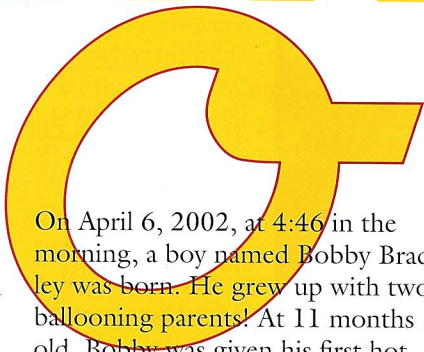 On April 6, 2002, at 4:46 in the
morning, a boy named Bobby Brad
ley was born. He grew up with two
ballooning parents! At 11 months
old, Bobby was given his first hot